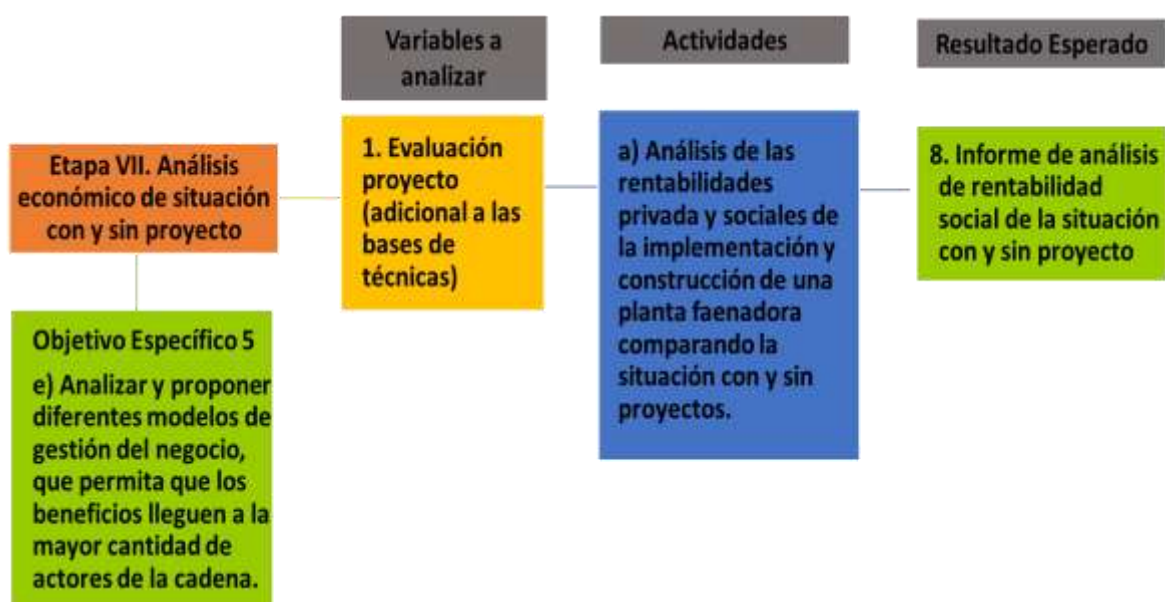 Variables a
analizar
Actividades
Resultado Esperado
Etapa VII. Análisis
económico de situación
con y sin proyecto
1. Evaluación
proyecto
(adicional a las
bases de
técnicas)
a) Análisis de las
rentabilidades
privada y sociales de
la implementación y
construcción de una
planta faenadora
comparando la
situación con y sin
proyectos.
8. Informe de análisis
de rentabilidad
social de la situación
con y sin proyecto
Objetivo Específico 5
e) Analizar y proponer
diferentes modelos de
gestión del negocio,
que permita que los
beneficios lleguen a la
mayor cantidad de
actores de la cadena.